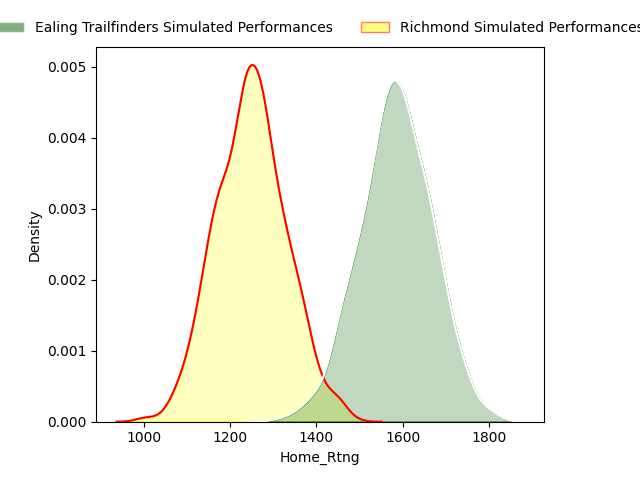 Ealing Trailfinders Simulated Performances
Richmond Simulated Performances
0.005
0.004
0.003
0.002
0.001
0.000
Density
1000
1200
1400
1600
1800
Home_Rtng